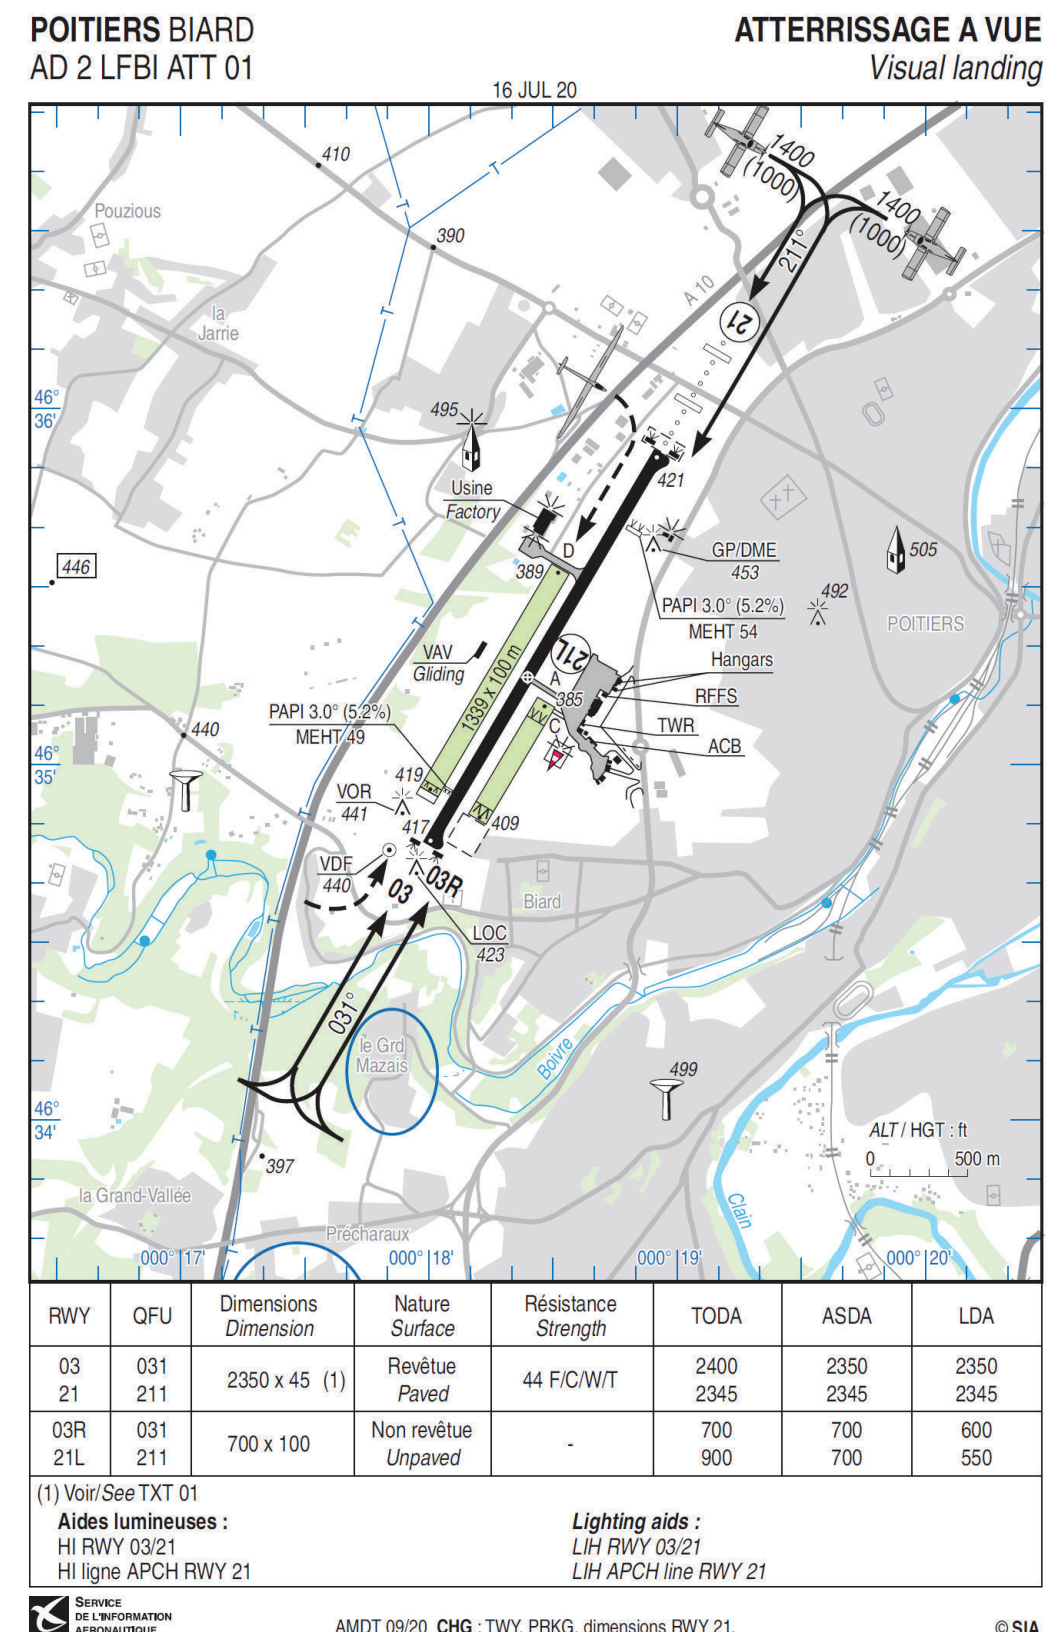 POITIERS BIARD
AD 2 LFBI ATT 01
ATTERRISSAGE A VUE
Visual landing
16 JUL 20
1400
(1000)
410
1400
(1000)
Pouzious
390
211°
A 10
la
Jarrie
21
46°
36'
495
421
Usine
Factory
D
GP/DME
453
505
389
446
492
PAPI 3.0° (5.2%)
MEHT 54
POITIERS
21L
VAV
Gliding
Hangars
A
385
RFFS
1339 x 100 m
PAPI 3.0° (5.2%)
MEHT 49
C
TWR
440
ACB
46°
35'
419
VOR
441
417
409
VDF
440
03
03R
Biard
LOC
423
031°
le Grd
Mazais
Boivre
499
46°
34'
ALT / HGT : ft
0
500 m
397
la Grand-Vallée
Clain
Précharaux
000° 17'
000° 18'
000° 19'
000° 20'
T
T
T
T
T
T
T
T
T
T
T
T
RWY
QFU
Dimensions
Dimension
Nature
Surface
Résistance
Strength
TODA
ASDA
LDA
03 031 2400 2350 2350
2350 x 45 (1) Revêtue 44 F/C/W/T
21 211 Paved 2345 2345 2345
03R 031 Non revêtue 700 700 600
700 x 100 -
21L 211 Unpaved 900 700 550
(1) Voir/See TXT 01
Aides lumineuses :
HI RWY 03/21
HI ligne APCH RWY 21
Lighting aids :
LIH RWY 03/21
LIH APCH line RWY 21
SERVICE
DE L'INFORMATION
AERONAUTIQUE
AMDT 09/20 CHG : TWY, PRKG, dimensions RWY 21.
© SIA